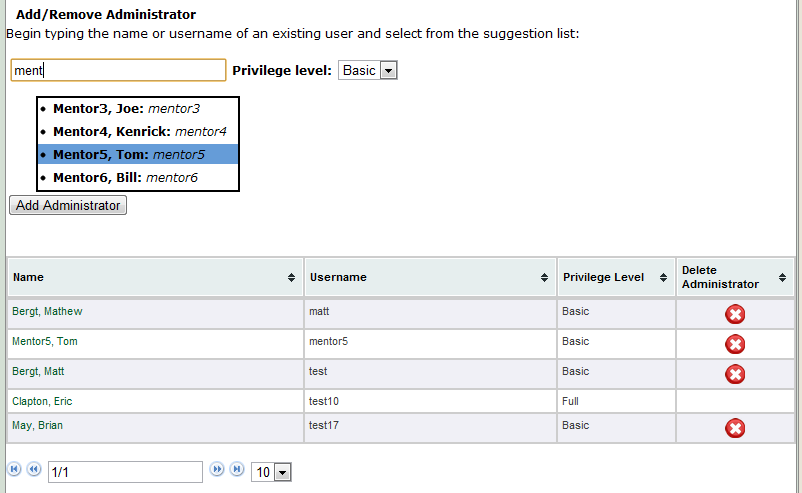 Add/Remove Administrator
Begin typing the name or username of an existing user and select from the suggestion list:
ment Privilege level: Basic
Mentor3, Joe: mentor3
Mentor4, Kenrick: mentor4
Mentor5, Tom: mentor5
Mentor6, Bill: mentor6
Add Administrator
Name Username Privilege Level Delete Administrator
Bergt, Mathew matt Basic
Mentor5, Tom mentor5 Basic
Bergt, Matt test Basic
Clapton, Eric test10 Full
May, Brian test17 Basic
1/1 10